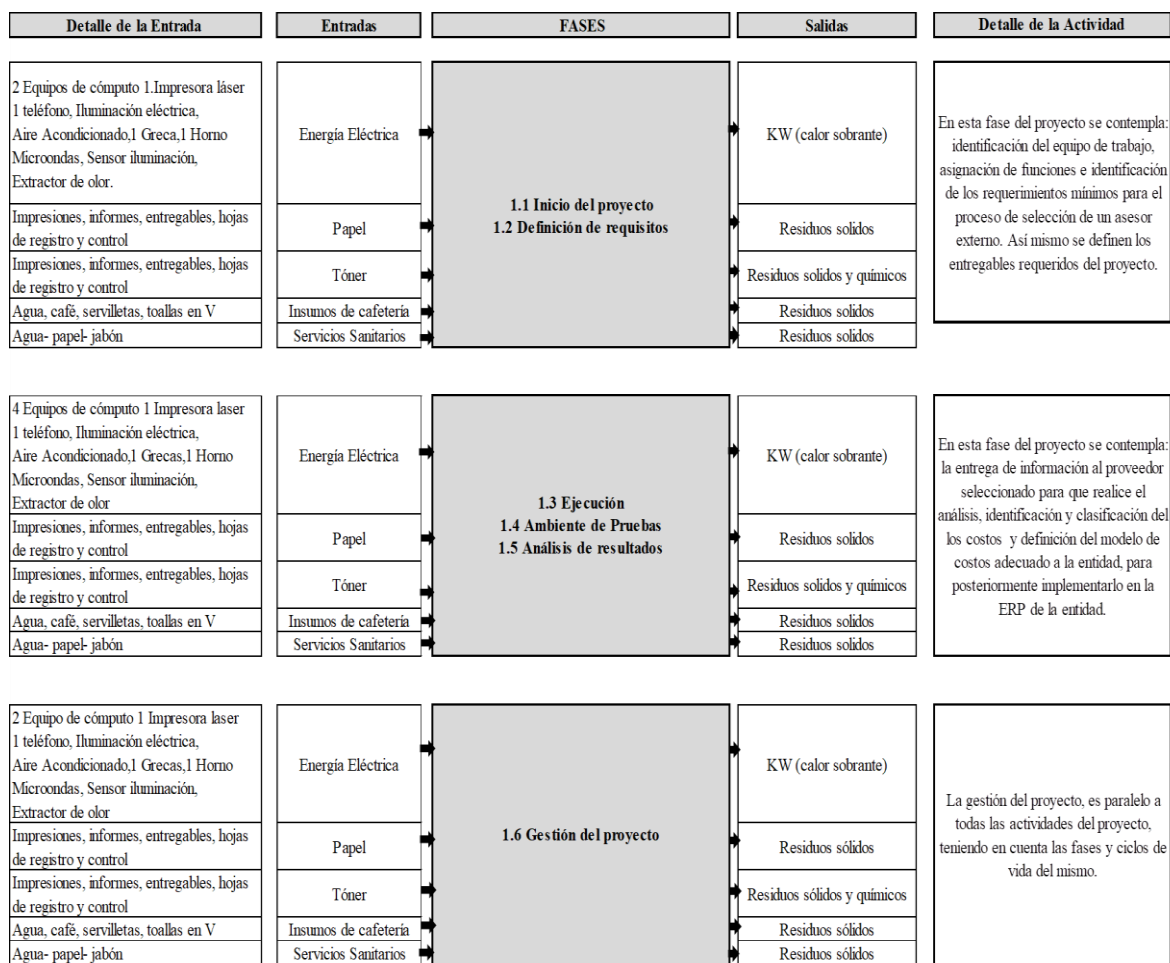 Detalle de la Entrada
Entradas
FASES
Salidas
Detalle de la Actividad
2 Equipos de cómputo 1.Impresora láser
1 teléfono, Iluminación eléctrica,
Aire Acondicionado,1 Greca,1 Horno
Microondas, Sensor iluminación,
Extractor de olor.
Energía Eléctrica
KW (calor sobrante)
Impresiones, informes, entregables, hojas
de registro y control
Papel
Residuos solidos
Impresiones, informes, entregables, hojas
de registro y control
Tóner
Residuos solidos y químicos
Agua, café, servilletas, toallas en V
Insumos de cafetería
Residuos solidos
Agua- papel- jabón
Servicios Sanitarios
Residuos solidos
1.1 Inicio del proyecto
1.2 Definición de requisitos
En esta fase del proyecto se contempla:
identificación del equipo de trabajo,
asignación de funciones e identificación
de los requerimientos mínimos para el
proceso de selección de un asesor
externo. Así mismo se definen los
entregables requeridos del proyecto.
4 Equipos de cómputo 1 Impresora laser
1 teléfono, Iluminación eléctrica,
Aire Acondicionado,1 Grecas,1 Horno
Microondas, Sensor iluminación,
Extractor de olor
Energía Eléctrica
KW (calor sobrante)
Impresiones, informes, entregables, hojas
de registro y control
Papel
Residuos solidos
Impresiones, informes, entregables, hojas
de registro y control
Tóner
Residuos solidos y químicos
Agua, café, servilletas, toallas en V
Insumos de cafetería
Residuos solidos
Agua- papel- jabón
Servicios Sanitarios
Residuos solidos
1.3 Ejecución
1.4 Ambiente de Pruebas
1.5 Análisis de resultados
En esta fase del proyecto se contempla:
la entrega de información al proveedor
seleccionado para que realice el
análisis, identificación y clasificación del
los costos y definición del modelo de
costos adecuado a la entidad, para
posteriormente implementarlo en la
ERP de la entidad.
2 Equipo de cómputo 1 Impresora laser
1 teléfono, Iluminación eléctrica,
Aire Acondicionado,1 Grecas,1 Horno
Microondas, Sensor iluminación,
Extractor de olor
Energía Eléctrica
KW (calor sobrante)
Impresiones, informes, entregables, hojas
de registro y control
Papel
Residuos sólidos
Impresiones, informes, entregables, hojas
de registro y control
Tóner
Residuos sólidos y químicos
Agua, café, servilletas, toallas en V
Insumos de cafetería
Residuos sólidos
Agua- papel- jabón
Servicios Sanitarios
Residuos sólidos
1.6 Gestión del proyecto
La gestión del proyecto, es paralelo a
todas las actividades del proyecto,
teniendo en cuenta las fases y ciclos de
vida del mismo.